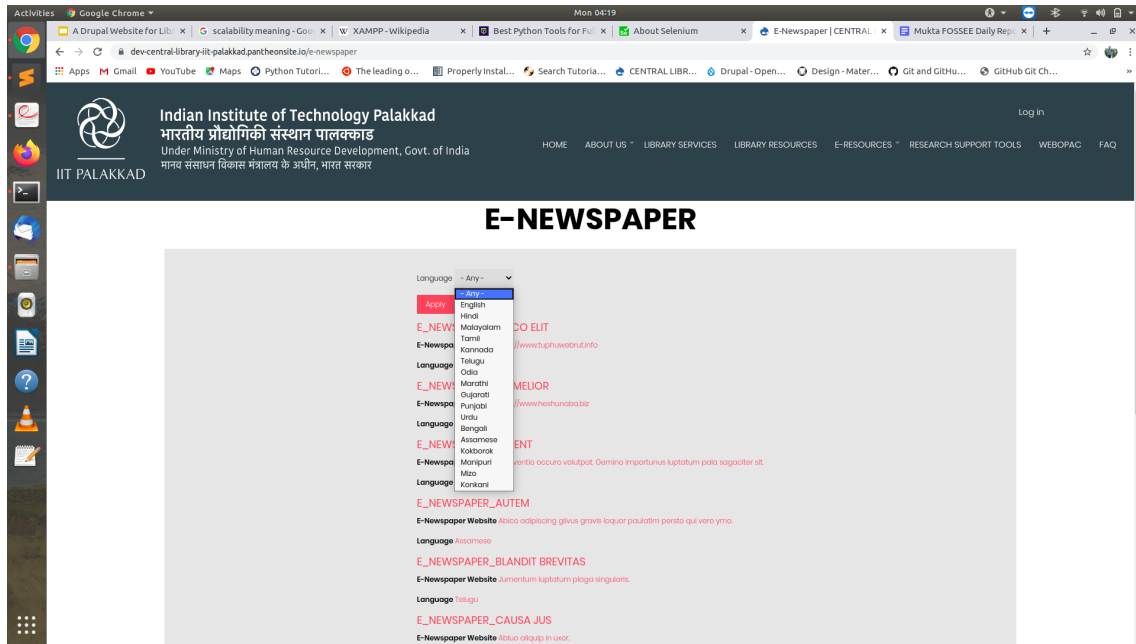 Activities Google Chrome Mon 04:19
A Drupal Website for Libr G scalability meaning - Goo W XAMPP - Wikipedia Best Python Tools for Ful About Selenium E-Newspaper | CENTRAL Mukta FOSSEE Daily Repo
dev-central-library-iit-palakkad.pantheonsite.io/e-newspaper
Apps Gmail YouTube Maps Python Tutori... The leading o... Properly Instal... Search Tutoria... CENTRAL LIBR... Drupal - Open... Design - Mater... Git and GitHu... GitHub Git Ch... »
Indian Institute of Technology Palakkad
भारतीय प्रौद्योगिकी संस्थान पालक्काड
Under Ministry of Human Resource Development, Govt. of India
मानव संसाधन विकास मंत्रालय के अधीन, भारत सरकार
IIT PALAKKAD
Log in
HOME ABOUT US LIBRARY SERVICES LIBRARY RESOURCES E-RESOURCES RESEARCH SUPPORT TOOLS WEBOPAC FAQ
E-NEWSPAPER
Language - Any -
Apply
- Any -
English
Hindi
Malayalam
Tamil
Kannada
Telugu
Odia
Marathi
Gujarati
Punjabi
Urdu
Bengali
Assamese
Kokborok
Manipuri
Mizo
Konkani
E_NEWS CO ELIT
E-Newspa //www.tuphuwebrut.info
Language
E_NEWS MELIOR
E-Newspa //www.heshunaba.biz
Language
E_NEWS ENT
E-Newspa ventio occuro volutpat. Gemino importunus luptatum pala sagaciter sit.
Language
E_NEWSPAPER_AUTEM
E-Newspaper Website Abico adipiscing gilvus gravis loquor paulatim persto qui vero ymo.
Language Assamese
E_NEWSPAPER_BLANDIT BREVITAS
E-Newspaper Website Jumentum luptatum plaga singularis.
Language Telugu
E_NEWSPAPER_CAUSA JUS
E-Newspaper Website Abluo aliquip in uxor.